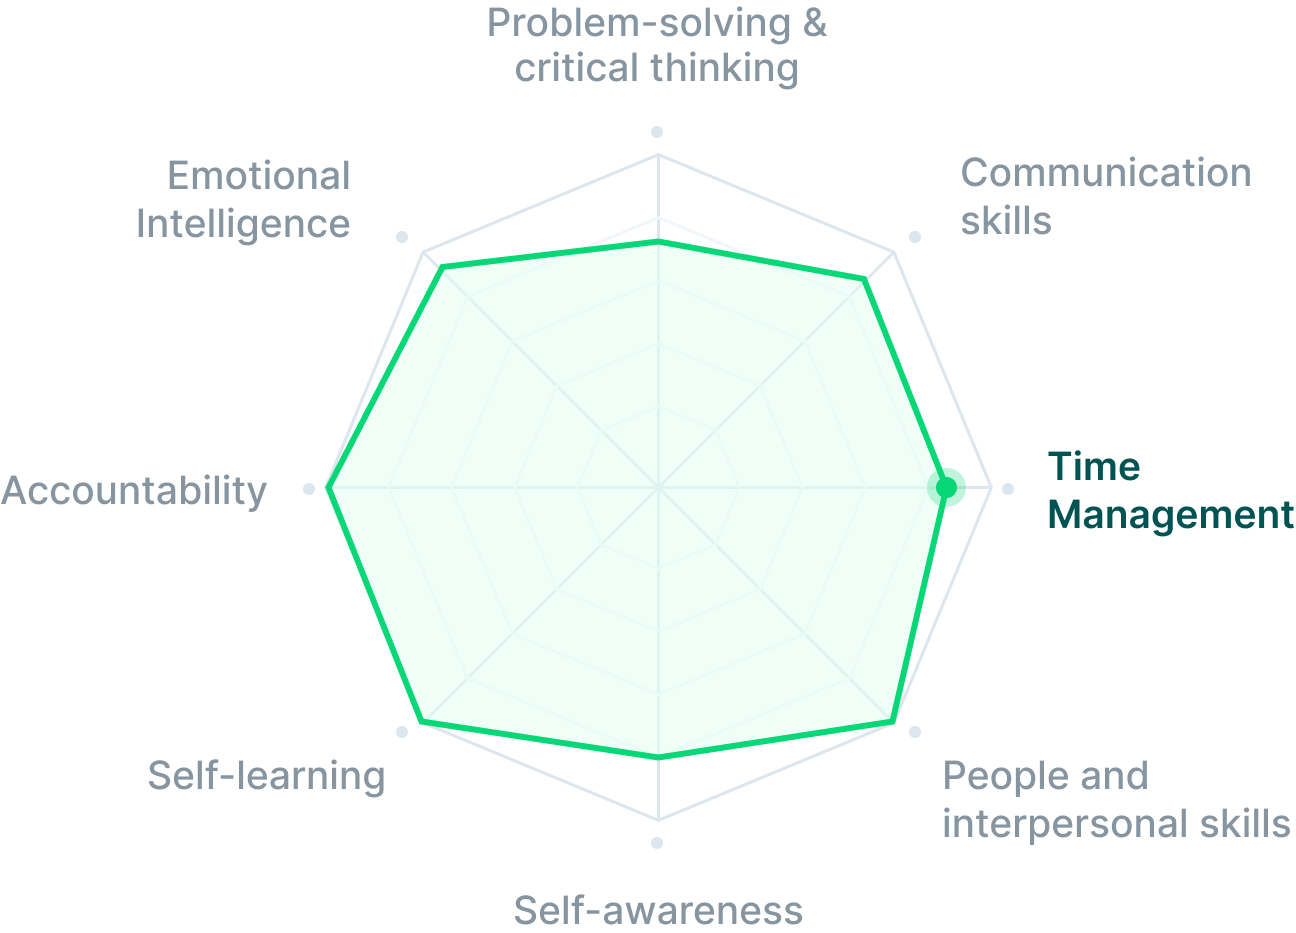 Problem-solving &
critical thinking
Emotional
Intelligence
Communication
skills
Accountability
Time
Management
Self-learning
People and
interpersonal skills
Self-awareness